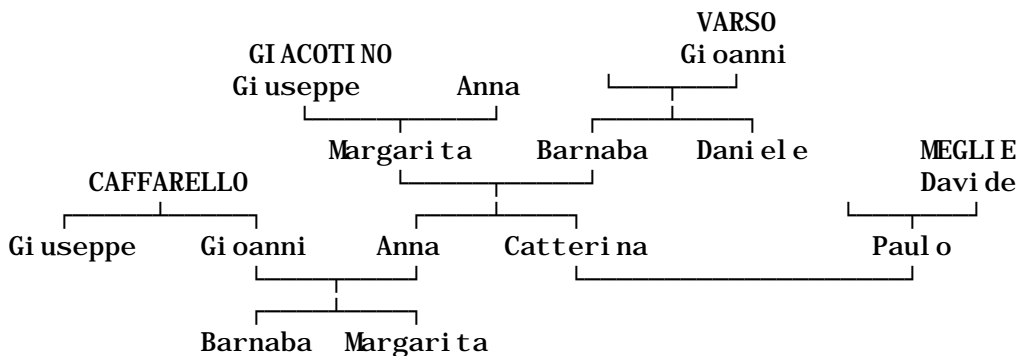 VARSO
GIACOTINO Gioanni
Giuseppe Anna
Margarita Barnaba Daniele MEGLIE
CAFFARELLO Davide
Giuseppe Gioanni Anna Catterina Paulo
Barnaba Margarita